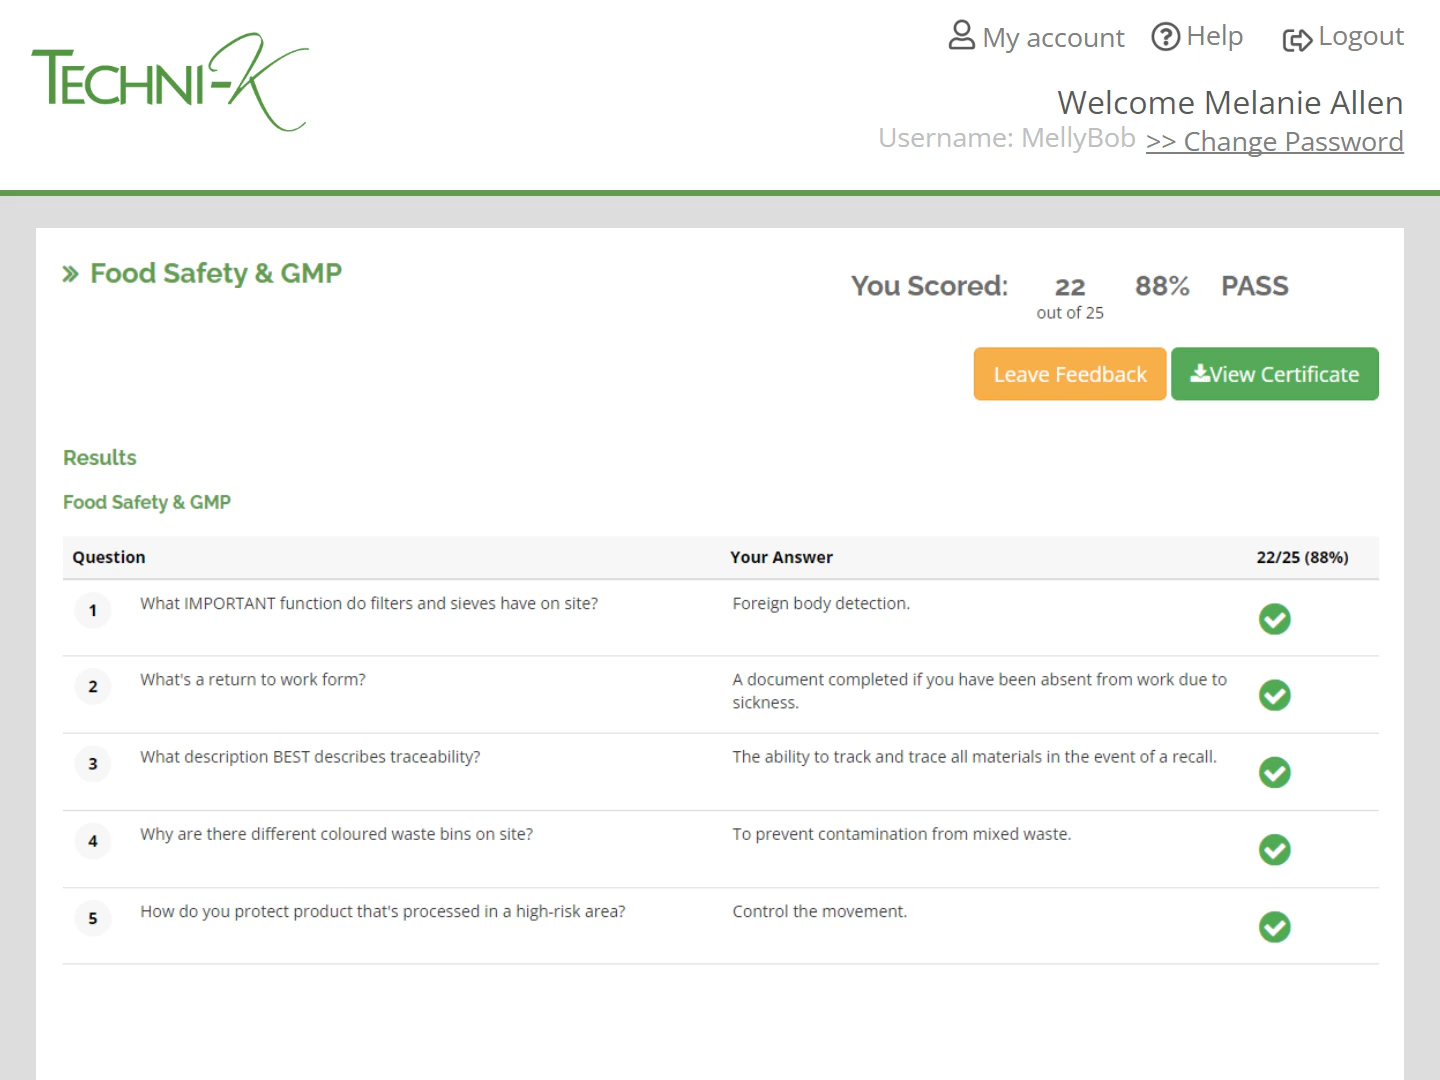 TECHNI-K
My account
Help
Logout
Welcome Melanie Allen
Username: MellyBob >> Change Password
Food Safety & GMP
You Scored: 22 88% PASS
out of 25
Leave Feedback
View Certificate
Results
Food Safety & GMP
Question Your Answer 22/25 (88%)
1 What IMPORTANT function do filters and sieves have on site? Foreign body detection.
2 What's a return to work form? A document completed if you have been absent from work due to
sickness.
3 What description BEST describes traceability? The ability to track and trace all materials in the event of a recall.
4 Why are there different coloured waste bins on site? To prevent contamination from mixed waste.
5 How do you protect product that's processed in a high-risk area? Control the movement.